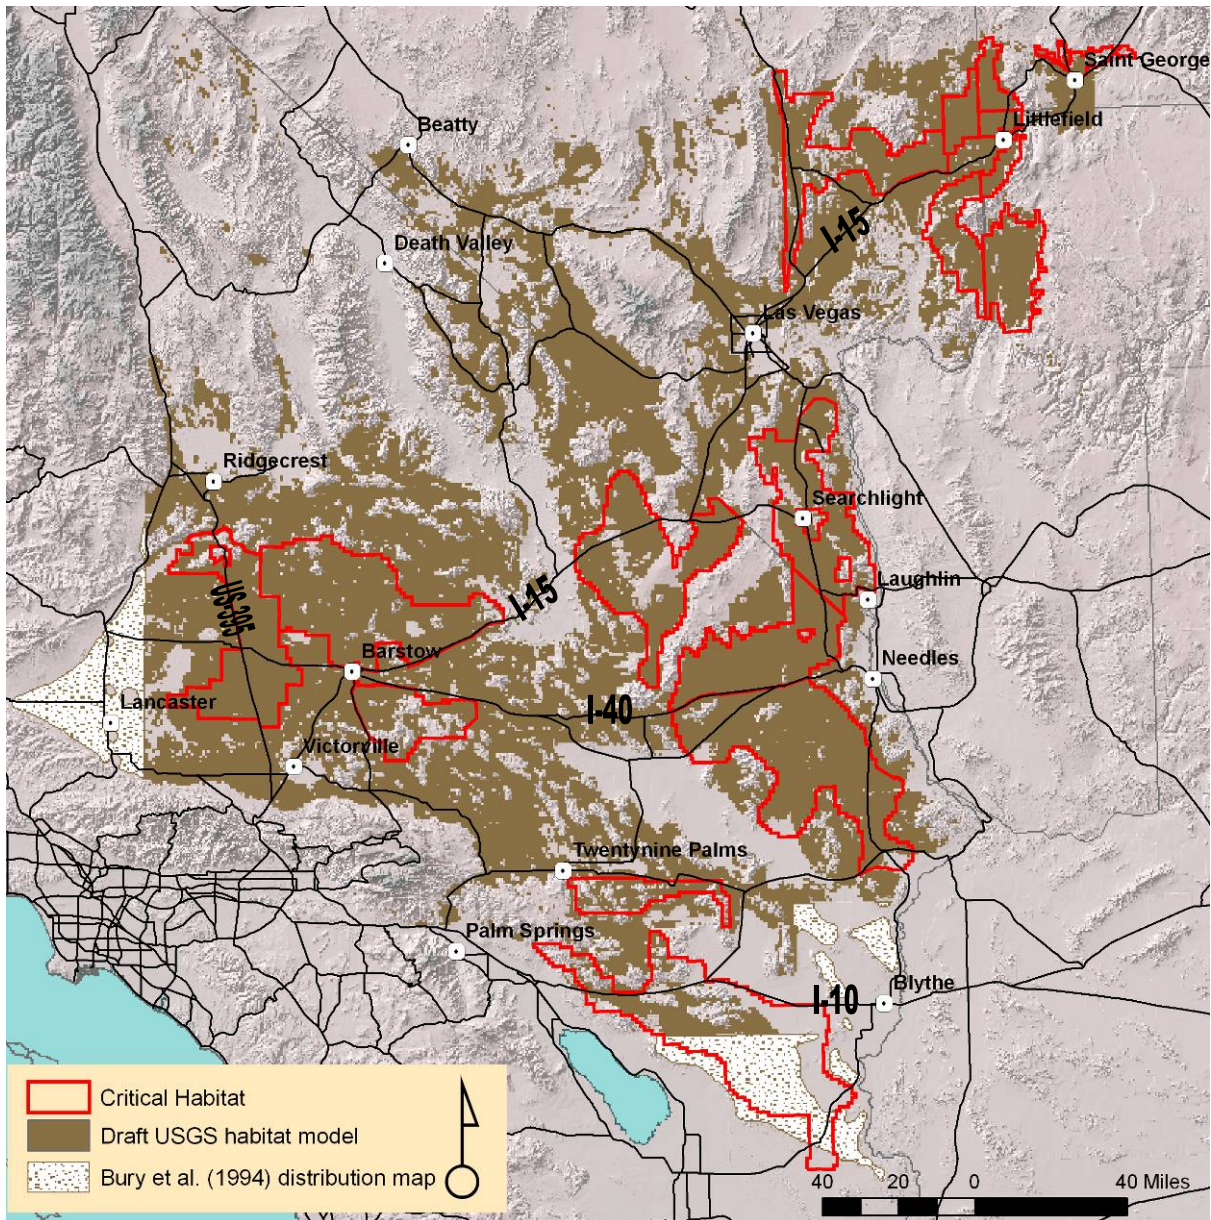 Saint George
Beatty
Littlefield
Death Valley
I-15
Las Vegas
Ridgecrest
Searchlight
Laughlin
US-395
I-15
Barstow
Needles
Lancaster
I-40
Victorville
Twentynine Palms
Palm Springs
Blythe
I-10
Critical Habitat
Draft USGS habitat model
Bury et al. (1994) distribution map
40 20 0 40 Miles